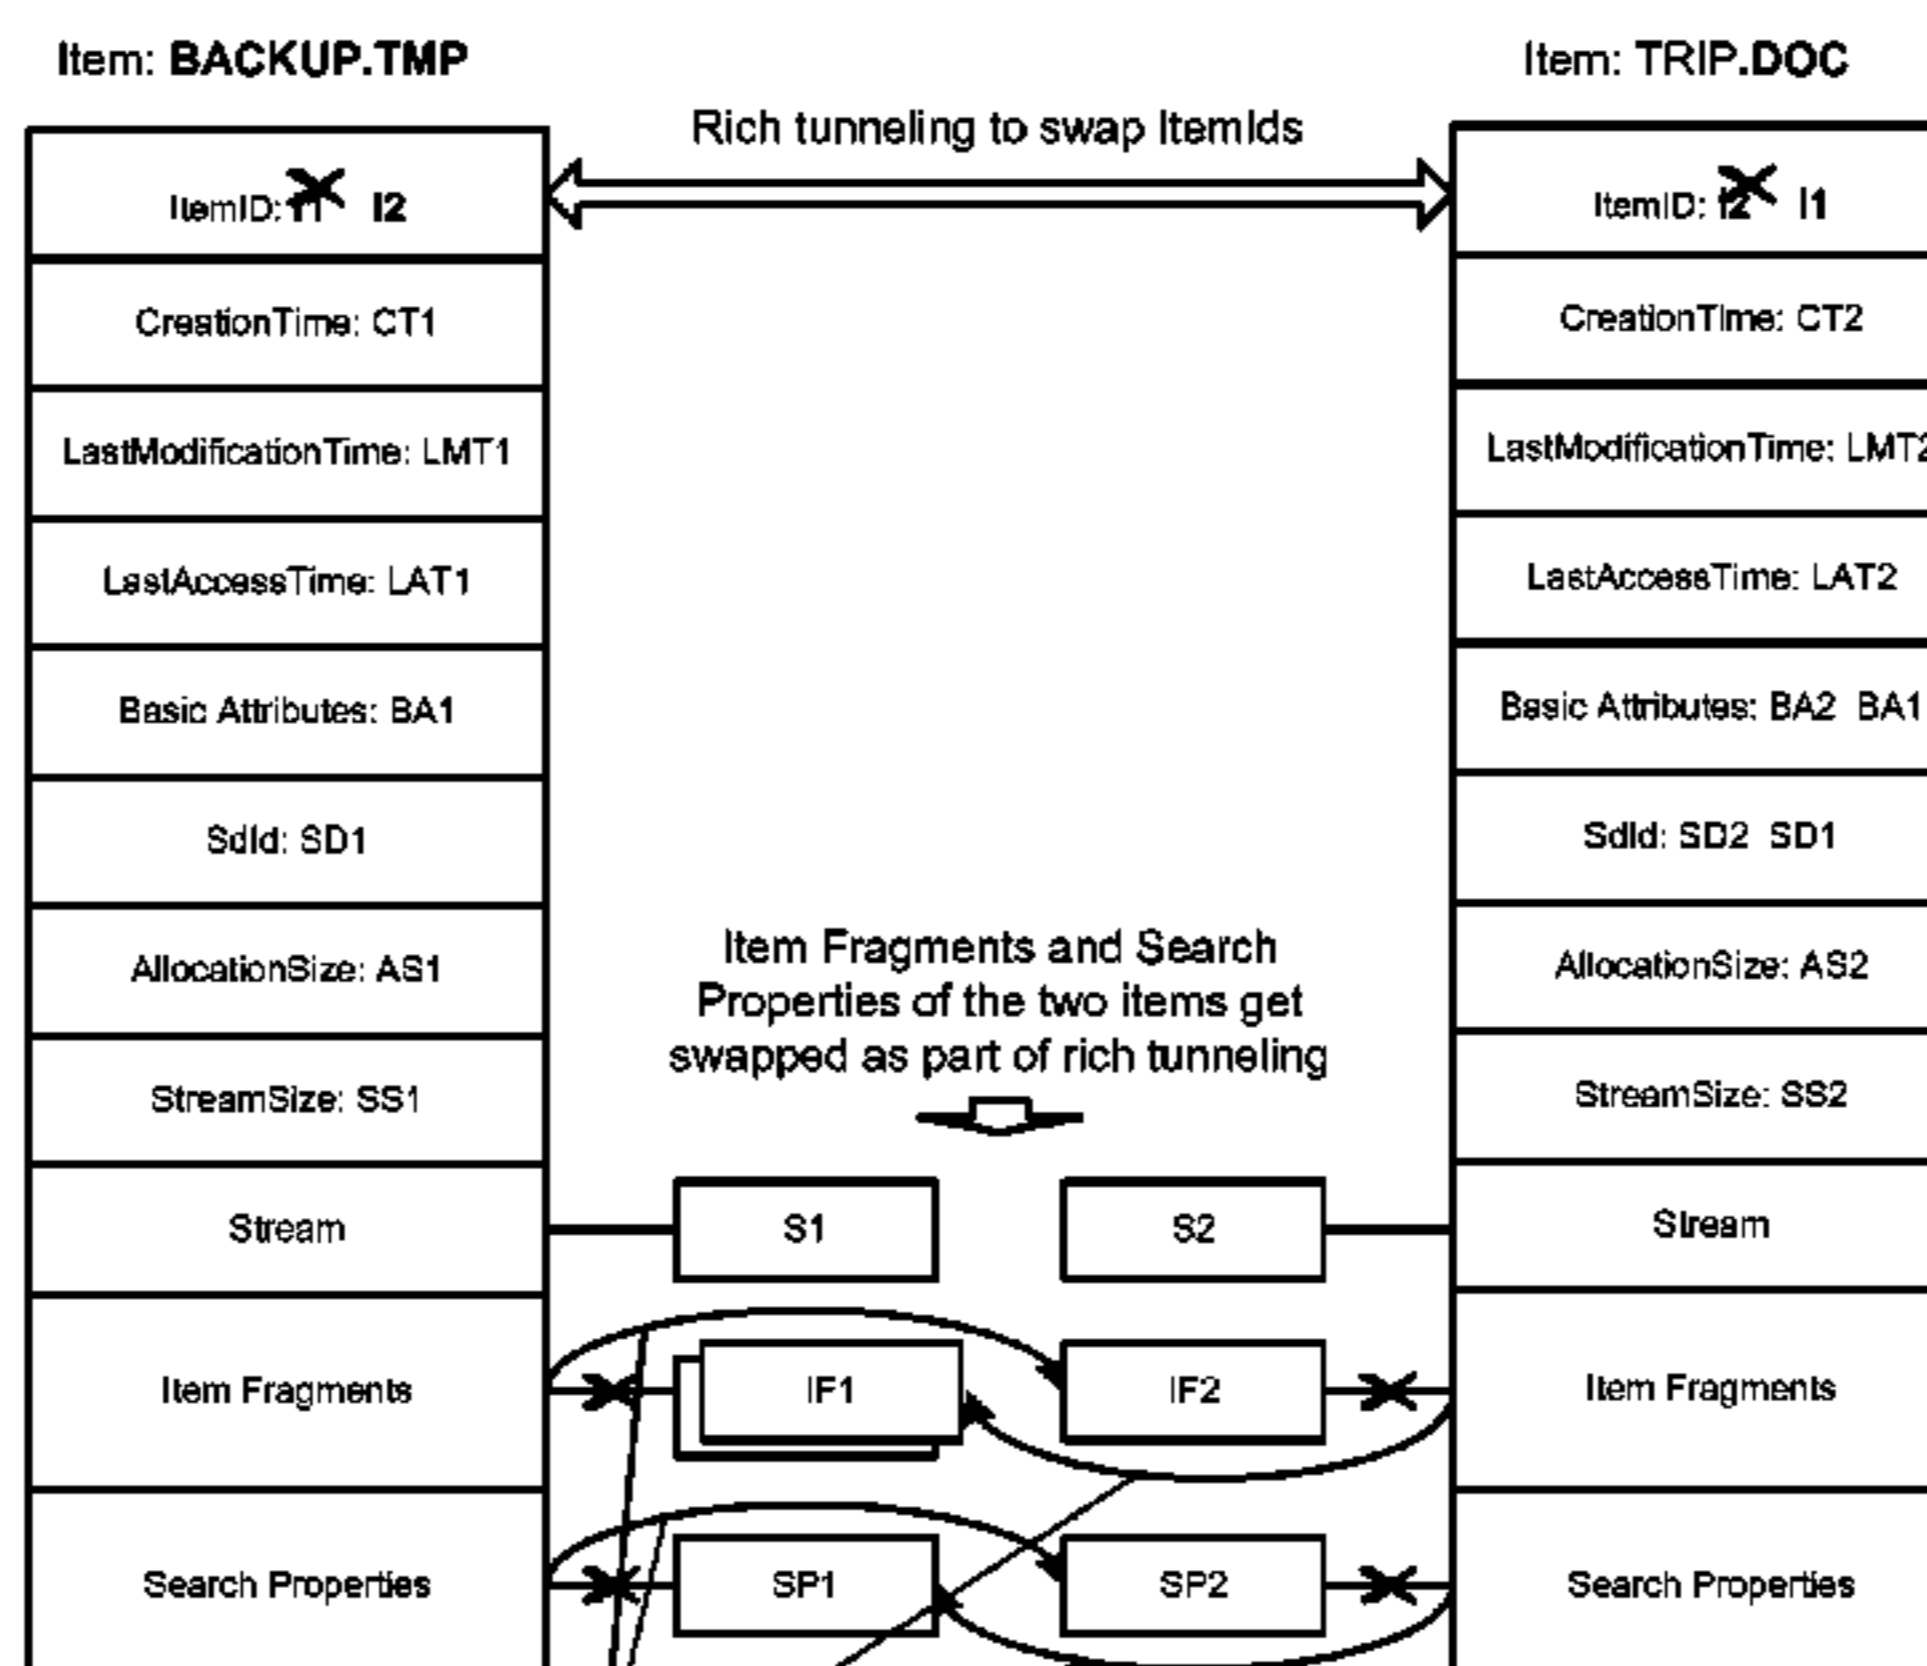 Item: BACKUP.TMP
Item: TRIP.DOC
Rich tunneling to swap ItemIds
ItemID: I1 I2
ItemID: I2 I1
CreationTime: CT1
CreationTime: CT2
LastModificationTime: LMT1
LastModificationTime: LMT2
LastAccessTime: LAT1
LastAccessTime: LAT2
Basic Attributes: BA1
Basic Attributes: BA2 BA1
SdId: SD1
SdId: SD2 SD1
AllocationSize: AS1
AllocationSize: AS2
Item Fragments and Search
Properties of the two items get
swapped as part of rich tunneling
StreamSize: SS1
StreamSize: SS2
Stream
S1
S2
Stream
Item Fragments
IF1
IF2
Item Fragments
Search Properties
SP1
SP2
Search Properties